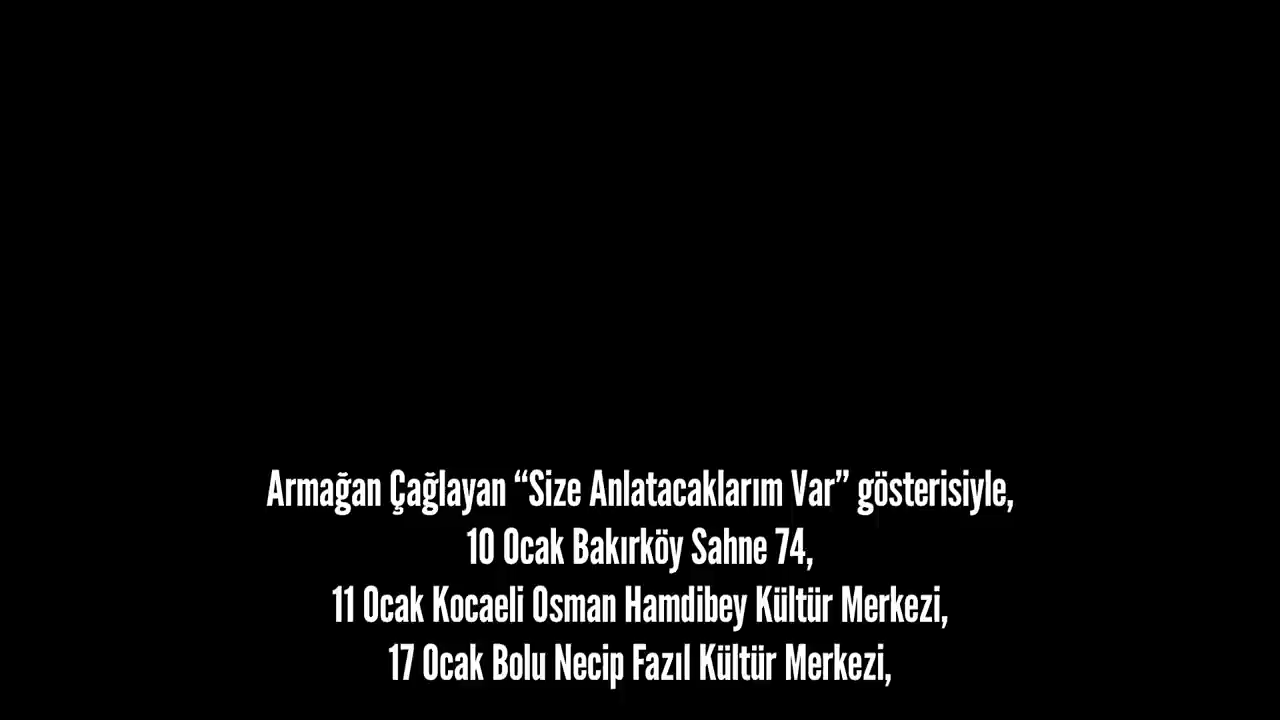 Armağan Çağlayan “Size Anlatacaklarım Var” gösterisiyle,
10 Ocak Bakırköy Sahne 74,
11 Ocak Kocaeli Osman Hamdibey Kültür Merkezi,
17 Ocak Bolu Necip Fazıl Kültür Merkezi,